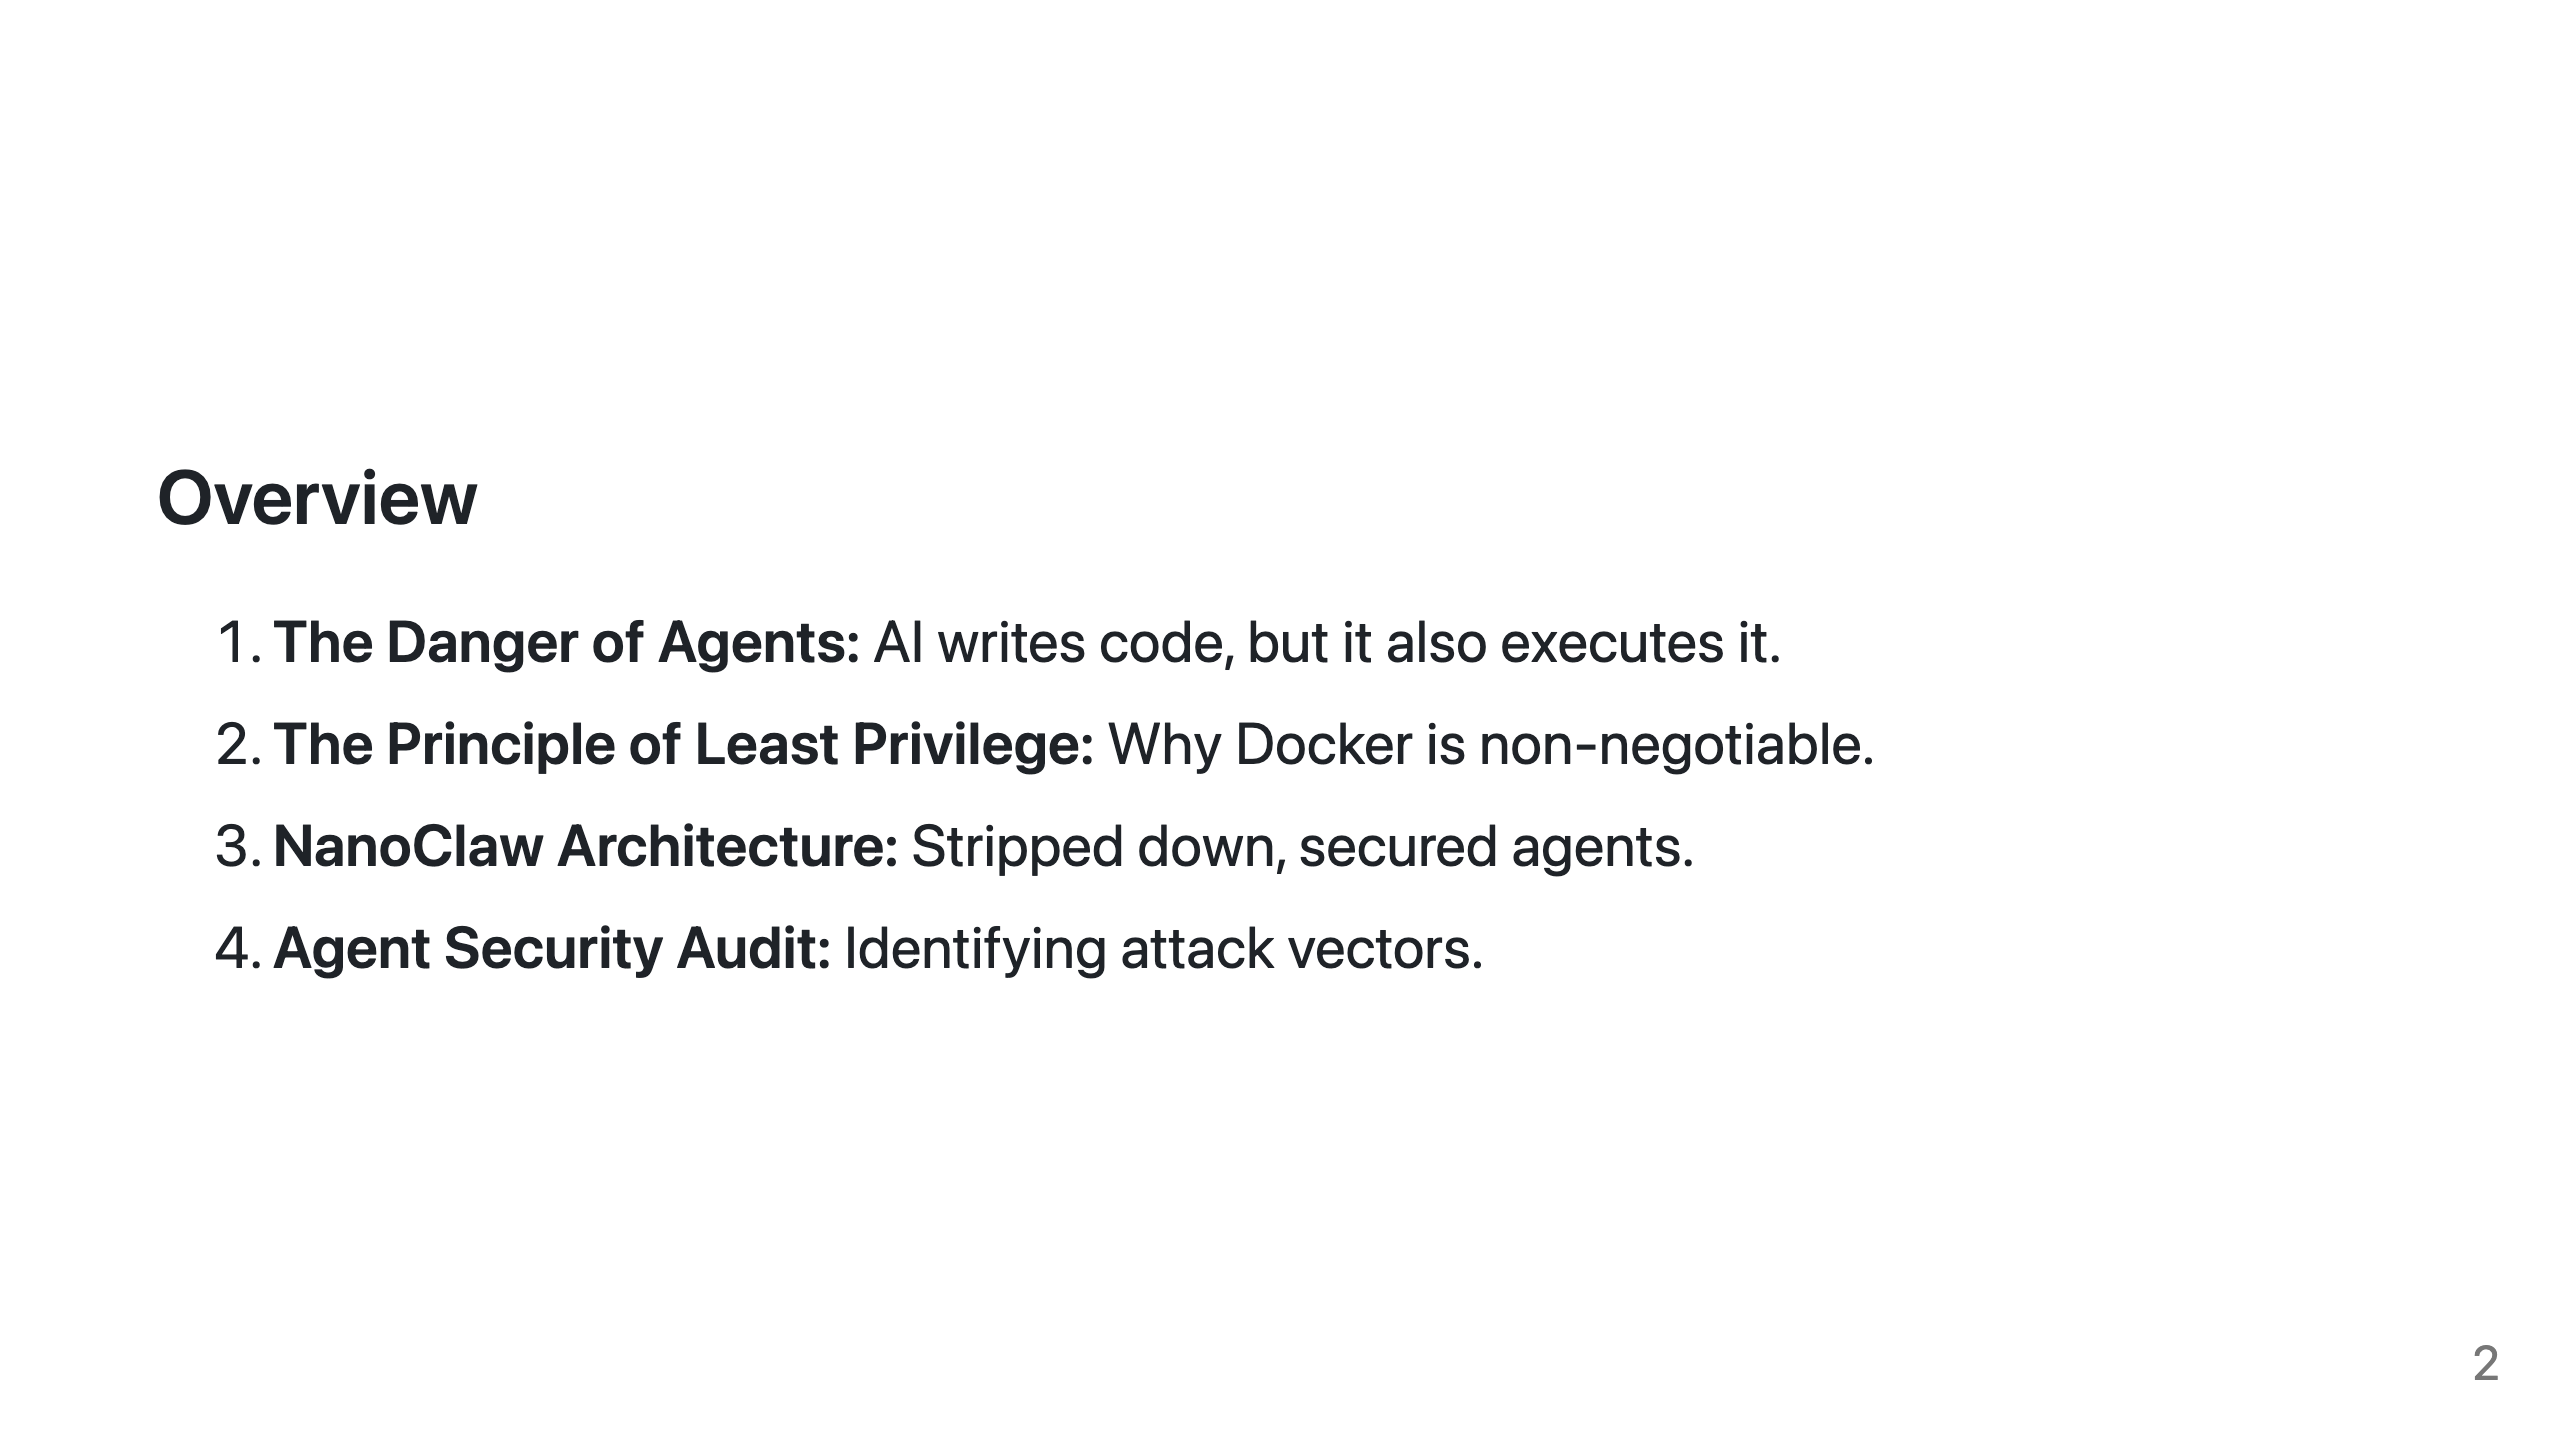 Overview
1. The Danger of Agents: AI writes code, but it also executes it.
2. The Principle of Least Privilege: Why Docker is non-negotiable.
3. NanoClaw Architecture: Stripped down, secured agents.
4. Agent Security Audit: Identifying attack vectors.
2